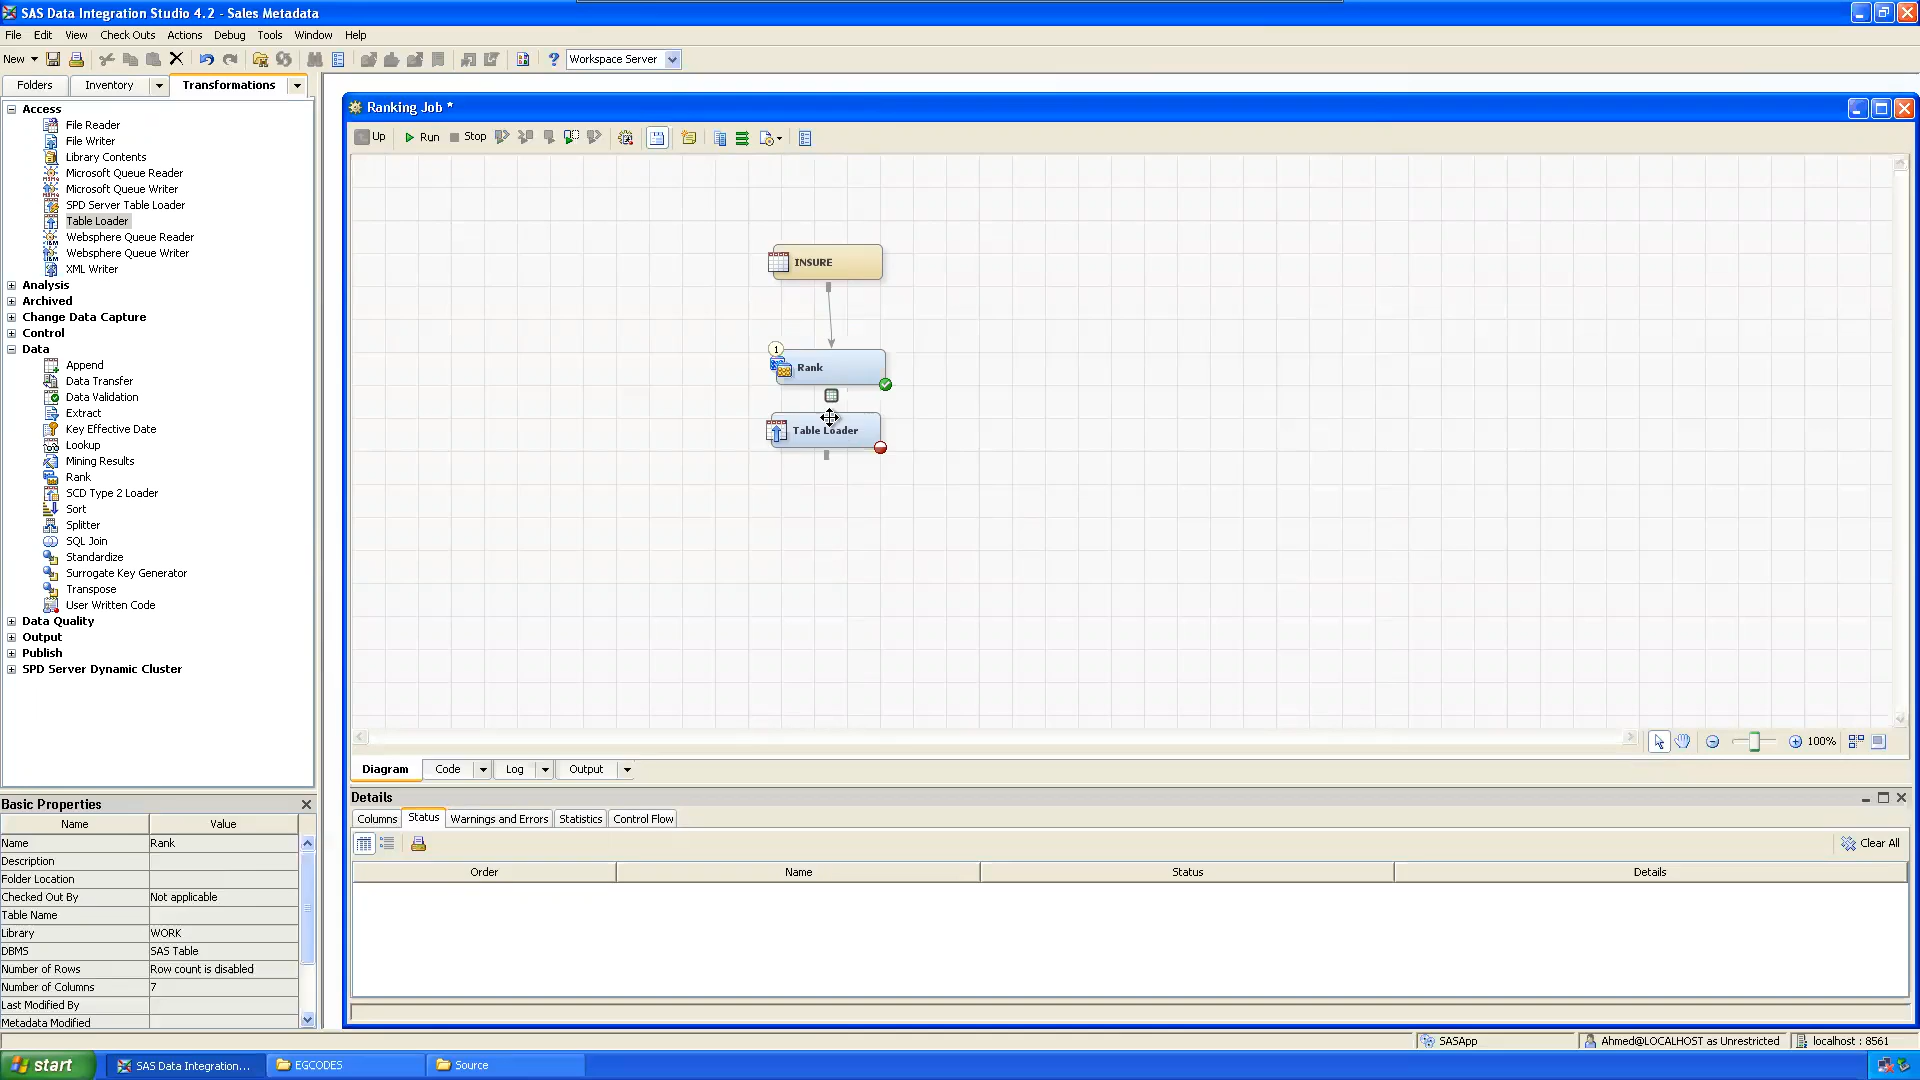 SAS Data Integration Studio 4.2 - Sales Metadata
File Edit View Check Outs Actions Debug Tools Window Help
New Workspace Server
Folders Inventory Transformations
Access
File Reader
File Writer
Library Contents
Microsoft Queue Reader
Microsoft Queue Writer
SPD Server Table Loader
Table Loader
Websphere Queue Reader
Websphere Queue Writer
XML Writer
Analysis
Archived
Change Data Capture
Control
Data
Append
Data Transfer
Data Validation
Extract
Key Effective Date
Lookup
Mining Results
Rank
SCD Type 2 Loader
Sort
Splitter
SQL Join
Standardize
Surrogate Key Generator
Transpose
User Written Code
Data Quality
Output
Publish
SPD Server Dynamic Cluster
Basic Properties
Name Value
Name Rank
Description
Folder Location
Checked Out By Not applicable
Table Name
Library WORK
DBMS SAS Table
Number of Rows Row count is disabled
Number of Columns 7
Last Modified By
Metadata Modified
Ranking Job *
Up Run Stop
INSURE
1
Rank
Table Loader
100%
Diagram Code Log Output
Details
Columns Status Warnings and Errors Statistics Control Flow
Clear All
Order Name Status Details
SASApp Ahmed@LOCALHOST as Unrestricted localhost : 8561
start SAS Data Integration... EGCODES Source